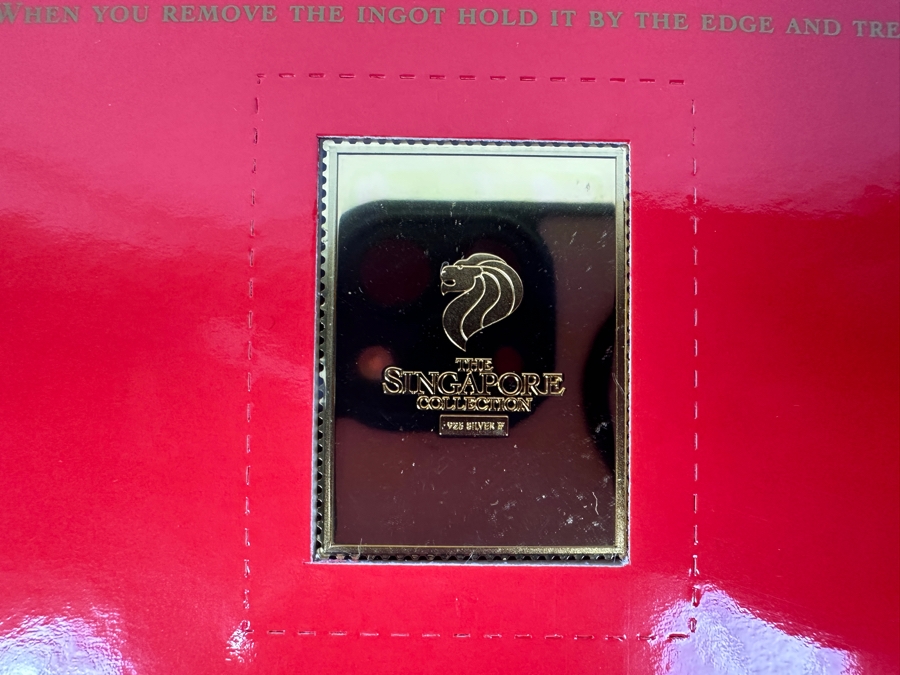 WHEN YOU REMOVE THE INGOT HOLD IT BY THE EDGE AND TRE
THE
SINGAPORE
COLLECTION
925 SILVER